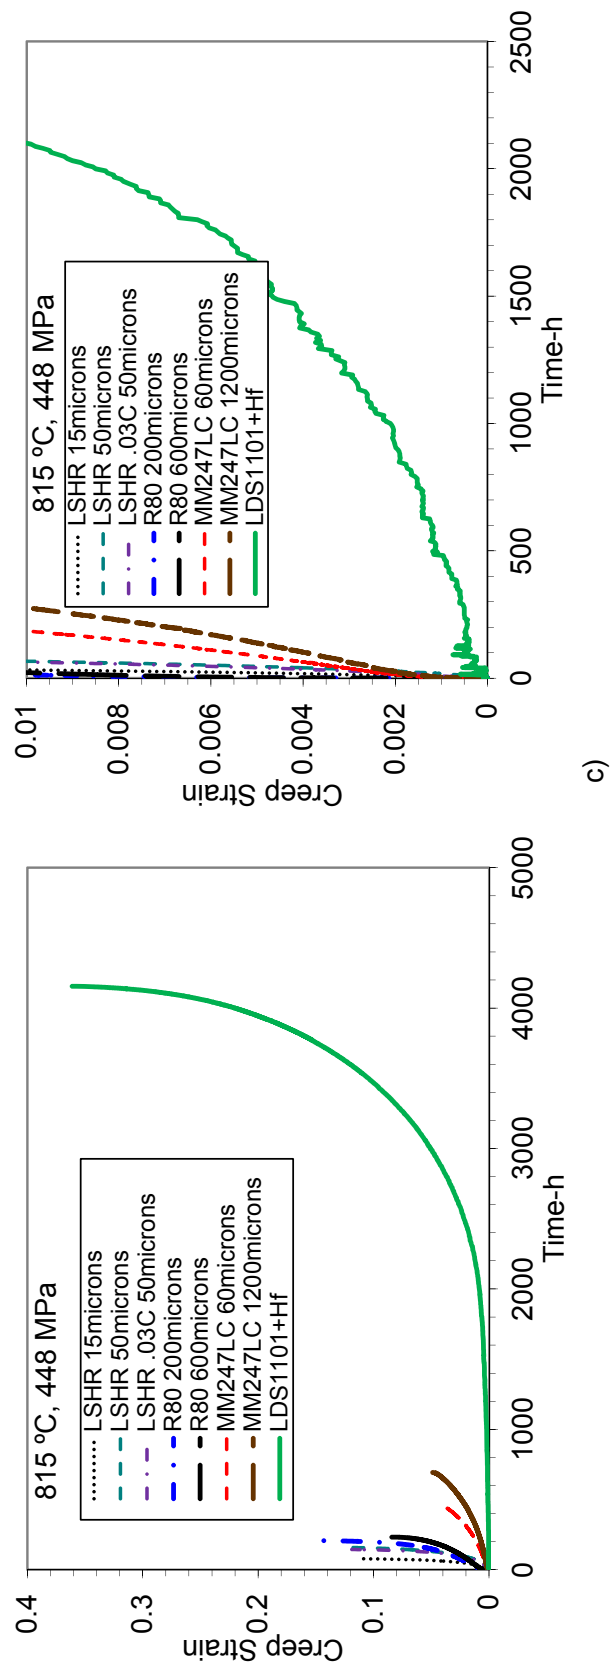 815 ºC, 448 MPa
LSHR 15microns
LSHR 50microns
LSHR .03C 50microns
R80 200microns
R80 600microns
MM247LC 60microns
MM247LC 1200microns
LDS1101+Hf
Creep Strain
0.4
0.3
0.2
0.1
0
0
1000
2000
3000
4000
5000
Time-h
815 ºC, 448 MPa
LSHR 15microns
LSHR 50microns
LSHR .03C 50microns
R80 200microns
R80 600microns
MM247LC 60microns
MM247LC 1200microns
LDS1101+Hf
Creep Strain
0.01
0.008
0.006
0.004
0.002
0
0
500
1000
1500
2000
2500
Time-h
c)